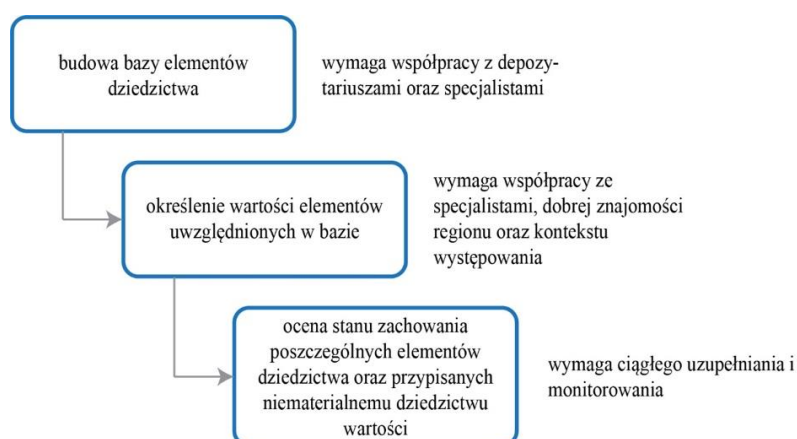 budowa bazy elementów
dziedzictwa
wymaga współpracy z depozy-
tariuszami oraz specjalistami
określenie wartości elementów
uwzględnionych w bazie
wymaga współpracy ze
specjalistami, dobrej znajomości
regionu oraz kontekstu
występowania
ocena stanu zachowania
poszczególnych elementów
dziedzictwa oraz przypisanych
niematerialnemu dziedzictwu
wartości
wymaga ciągłego uzupełniania i
monitorowania